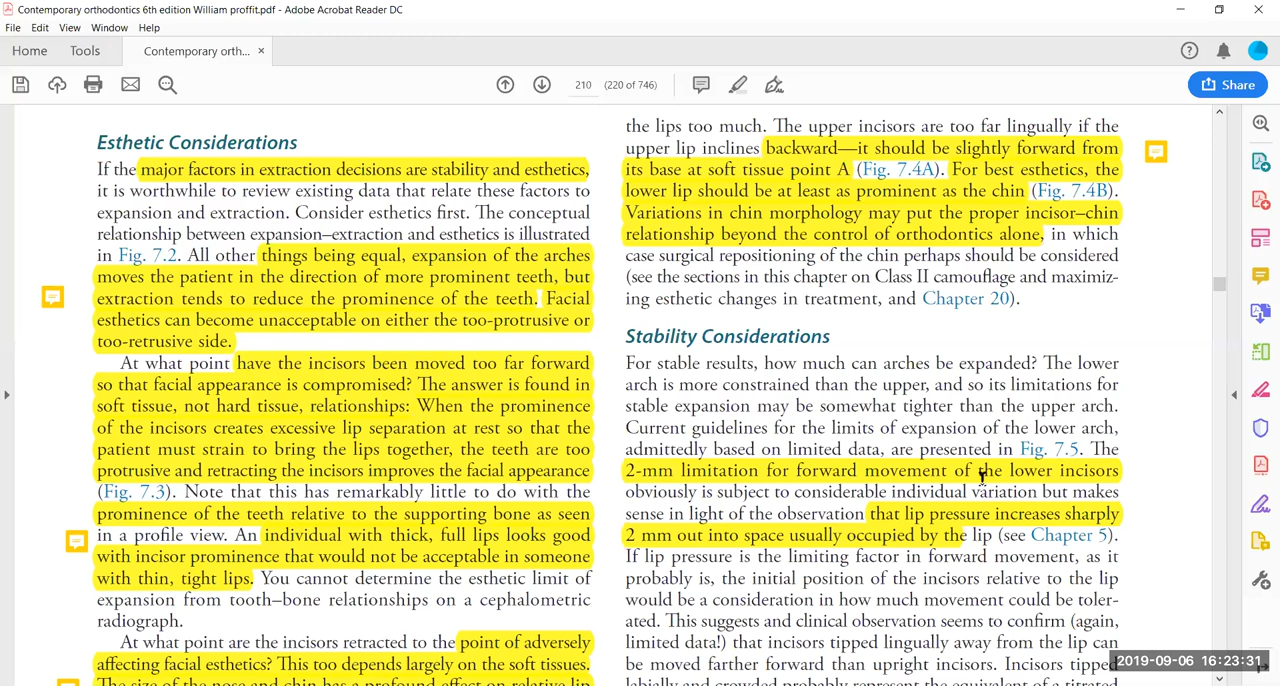 Contemporary orthodontics 6th edition William proffit.pdf - Adobe Acrobat Reader DC
File Edit View Window Help
Home Tools Contemporary orth... ×
210 (220 of 746)
Share
Esthetic Considerations
If the major factors in extraction decisions are stability and esthetics,
it is worthwhile to review existing data that relate these factors to
expansion and extraction. Consider esthetics first. The conceptual
relationship between expansion–extraction and esthetics is illustrated
in Fig. 7.2. All other things being equal, expansion of the arches
moves the patient in the direction of more prominent teeth, but
extraction tends to reduce the prominence of the teeth. Facial
esthetics can become unacceptable on either the too-protrusive or
too-retrusive side.
At what point have the incisors been moved too far forward
so that facial appearance is compromised? The answer is found in
soft tissue, not hard tissue, relationships: When the prominence
of the incisors creates excessive lip separation at rest so that the
patient must strain to bring the lips together, the teeth are too
protrusive and retracting the incisors improves the facial appearance
(Fig. 7.3). Note that this has remarkably little to do with the
prominence of the teeth relative to the supporting bone as seen
in a profile view. An individual with thick, full lips looks good
with incisor prominence that would not be acceptable in someone
with thin, tight lips. You cannot determine the esthetic limit of
expansion from tooth–bone relationships on a cephalometric
radiograph.
At what point are the incisors retracted to the point of adversely
affecting facial esthetics? This too depends largely on the soft tissues.
The size of the nose and chin has a profound effect on relative lip
the lips too much. The upper incisors are too far lingually if the
upper lip inclines backward—it should be slightly forward from
its base at soft tissue point A (Fig. 7.4A). For best esthetics, the
lower lip should be at least as prominent as the chin (Fig. 7.4B).
Variations in chin morphology may put the proper incisor–chin
relationship beyond the control of orthodontics alone, in which
case surgical repositioning of the chin perhaps should be considered
(see the sections in this chapter on Class II camouflage and maximiz-
ing esthetic changes in treatment, and Chapter 20).
Stability Considerations
For stable results, how much can arches be expanded? The lower
arch is more constrained than the upper, and so its limitations for
stable expansion may be somewhat tighter than the upper arch.
Current guidelines for the limits of expansion of the lower arch,
admittedly based on limited data, are presented in Fig. 7.5. The
2-mm limitation for forward movement of the lower incisors
obviously is subject to considerable individual variation but makes
sense in light of the observation that lip pressure increases sharply
2 mm out into space usually occupied by the lip (see Chapter 5).
If lip pressure is the limiting factor in forward movement, as it
probably is, the initial position of the incisors relative to the lip
would be a consideration in how much movement could be toler-
ated. This suggests and clinical observation seems to confirm (again,
limited data!) that incisors tipped lingually away from the lip can
be moved farther forward than upright incisors. Incisors tipped
labially and crowded probably represent the equivalent of a titrated
2019-09-06 16:23:31